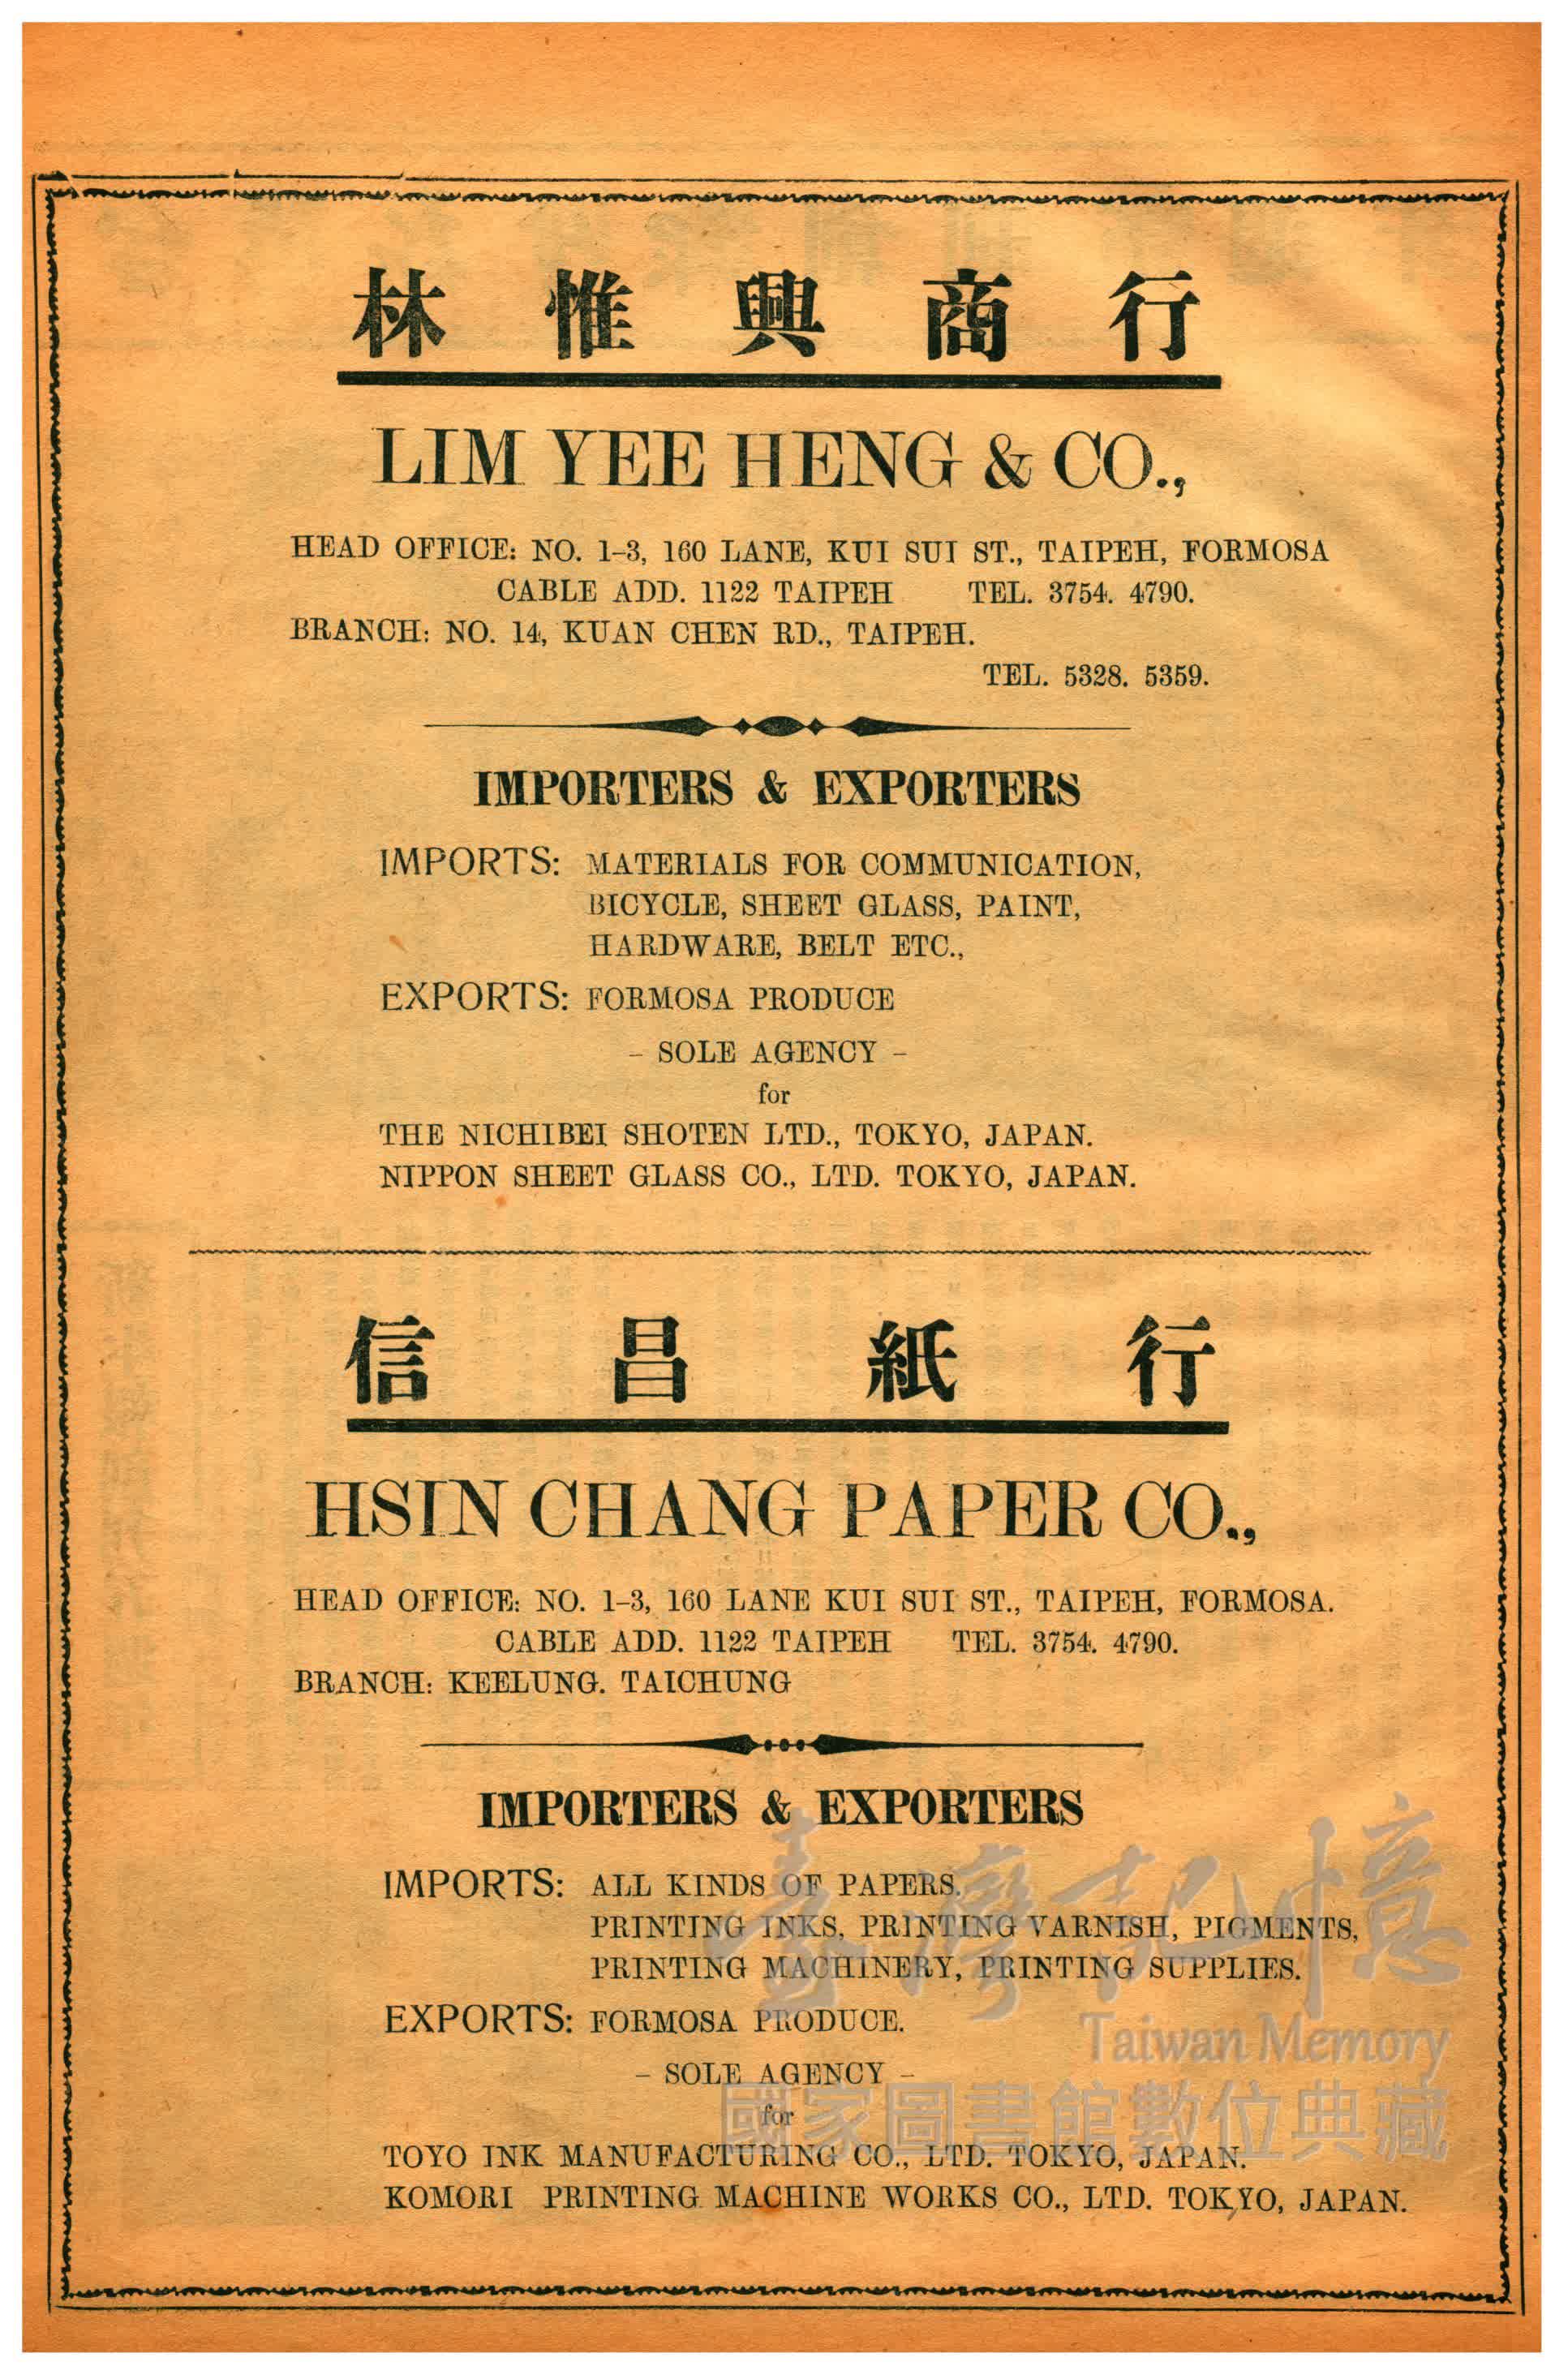 林惟興商行
LIM YEE HENG & CO.,
HEAD OFFICE: NO. 1-3, 160 LANE, KUI SUI ST., TAIPEH, FORMOSA
CABLE ADD. 1122 TAIPEH TEL. 3754. 4790.
BRANCH: NO. 14, KUAN CHEN RD., TAIPEH.
TEL. 5328. 5359.
IMPORTERS & EXPORTERS
IMPORTS: MATERIALS FOR COMMUNICATION,
BICYCLE, SHEET GLASS, PAINT,
HARDWARE, BELT ETC.,
EXPORTS: FORMOSA PRODUCE
- SOLE AGENCY -
for
THE NICHIBEI SHOTEN LTD., TOKYO, JAPAN.
NIPPON SHEET GLASS CO., LTD. TOKYO, JAPAN.
信昌紙行
HSIN CHANG PAPER CO.,
HEAD OFFICE: NO. 1-3, 160 LANE KUI SUI ST., TAIPEH, FORMOSA.
CABLE ADD. 1122 TAIPEH TEL. 3754. 4790.
BRANCH: KEELUNG. TAICHUNG
IMPORTERS & EXPORTERS
IMPORTS: ALL KINDS OF PAPERS.
PRINTING INKS, PRINTING VARNISH, PIGMENTS,
PRINTING MACHINERY, PRINTING SUPPLIES.
EXPORTS: FORMOSA PRODUCE.
- SOLE AGENCY -
for
TOYO INK MANUFACTURING CO., LTD. TOKYO, JAPAN.
KOMORI PRINTING MACHINE WORKS CO., LTD. TOKYO, JAPAN.
臺灣記憶
Taiwan Memory
國家圖書館數位典藏